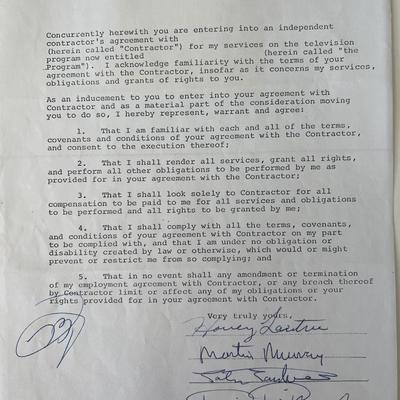 Concurrently herewith you are entering into an independent
contractor's agreement with
(herein called "Contractor") for my services on the television
program now entitled (herein called "the
Program"). I acknowledge familiarity with the terms of your
agreement with the Contractor, insofar as it concerns my services,
obligations and grants of rights to you.
As an inducement to you to enter into your agreement with
Contractor and as a material part of the consideration moving
you to do so, I hereby represent, warrant and agree:
1. That I am familiar with each and all of the terms,
covenants and conditions of your agreement with the Contractor,
and consent to the execution thereof;
2. That I shall render all services, grant all rights,
and perform all other obligations to be performed by me as
provided for in your agreement with the Contractor;
3. That I shall look solely to Contractor for all
compensation to be paid to me for all services and obligations
to be performed and all rights to be granted by me;
4. That I shall comply with all the terms, covenants,
and conditions of your agreement with Contractor on my part
to be complied with, and that I am under no obligation or
disability created by law or otherwise, which would or might
prevent or restrict me from so complying; and
5. That in no event shall any amendment or termination
of my employment agreement with Contractor, or any breach thereof
by Contractor limit or affect any of my obligations or your
rights provided for in your agreement with Contractor.
Very truly yours,
Martin Murray